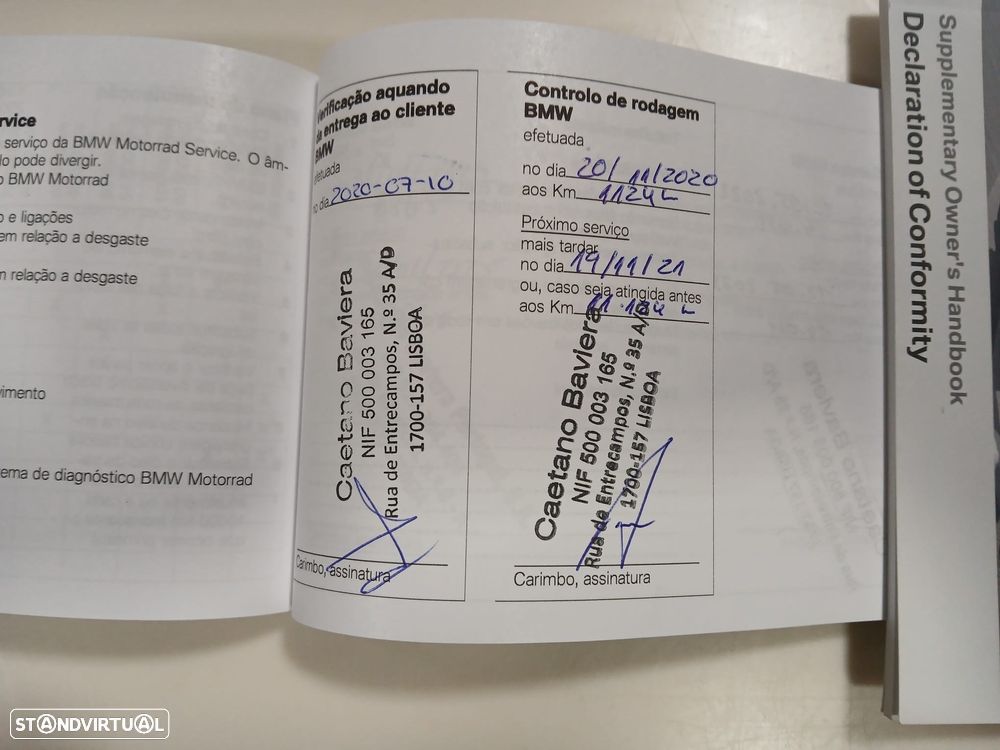 rvice
serviço da BMW Motorrad Service. O âm-
lo pode divergir.
o BMW Motorrad
o e ligações
em relação a desgaste
m relação a desgaste
vimento
ema de diagnóstico BMW Motorrad
Verificação aquando
da entrega ao cliente
BMW
efetuada
no dia 2020-07-10
Caetano Baviera
NIF 500 003 165
Rua de Entrecampos, N.º 35 A/D
1700-157 LISBOA
Carimbo, assinatura
Controlo de rodagem
BMW
efetuada
no dia 20/11/2020
aos Km 1124
Próximo serviço
mais tardar
no dia 19/11/21
ou, caso seja atingida antes
aos Km
Caetano Baviera
NIF 500 003 165
Rua de Entrecampos, N.º 35 A/D
1700-157 LISBOA
Carimbo, assinatura
Supplementary Owner's Handbook
Declaration of Conformity
STANDVIRTUAL